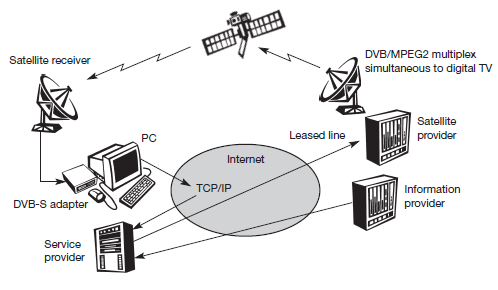 Satellite receiver
DVB/MPEG2 multiplex
simultaneous to digital TV
PC
Leased line
Satellite
provider
Internet
TCP/IP
DVB-S adapter
Information
provider
Service
provider